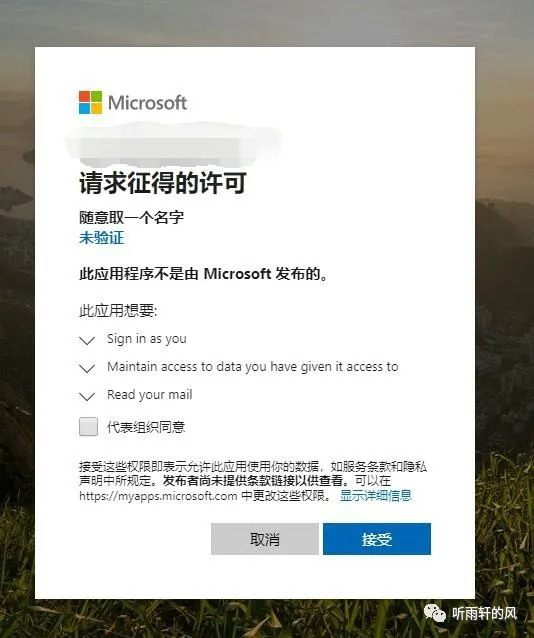 Microsoft
请求征得的许可
随意取一个名字
未验证
此应用程序不是由 Microsoft 发布的。
此应用想要:
Sign in as you
Maintain access to data you have given it access to
Read your mail
代表组织同意
接受这些权限即表示允许此应用使用你的数据，如服务条款和隐私
声明中所规定。发布者尚未提供条款链接以供查看。可以在
https://myapps.microsoft.com 中更改这些权限。 显示详细信息
取消
接受
听雨轩的风